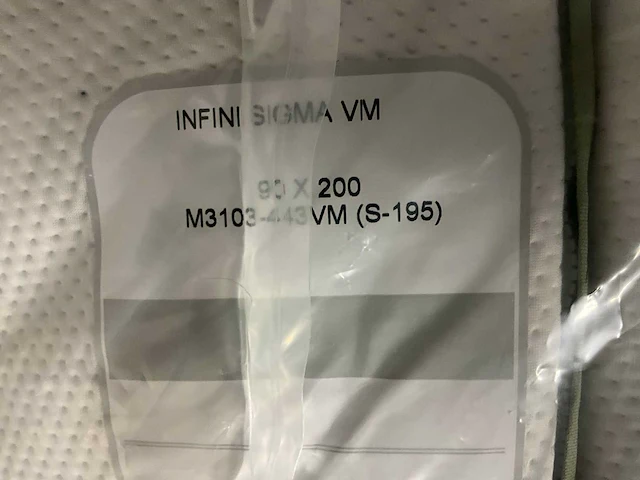 INFINI SIGMA VM
90 X 200
M3103-443VM (S-195)